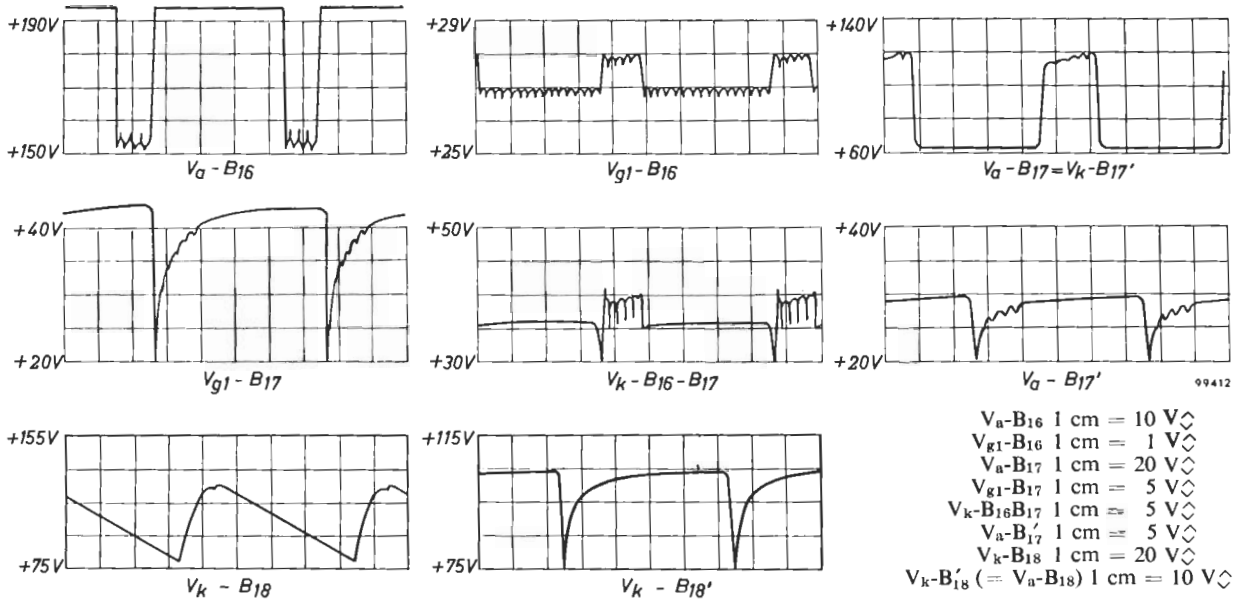 +190V
+150V
Va - B16
+29V
+25V
Vg1 - B16
+140V
+60V
Va - B17 = Vk - B17'
+40V
+20V
Vg1 - B17
+50V
+30V
Vk - B16 - B17
+40V
+20V
Va - B17'
99412
+155V
+75V
Vk - B18
+115V
+75V
Vk - B18'
Va-B16 1 cm = 10 V
Vg1-B16 1 cm = 1 V
Va-B17 1 cm = 20 V
Vg1-B17 1 cm = 5 V
Vk-B16B17 1 cm = 5 V
Va-B'17 1 cm = 5 V
Vk-B18 1 cm = 20 V
Vk-B'18 (= Va-B18) 1 cm = 10 V